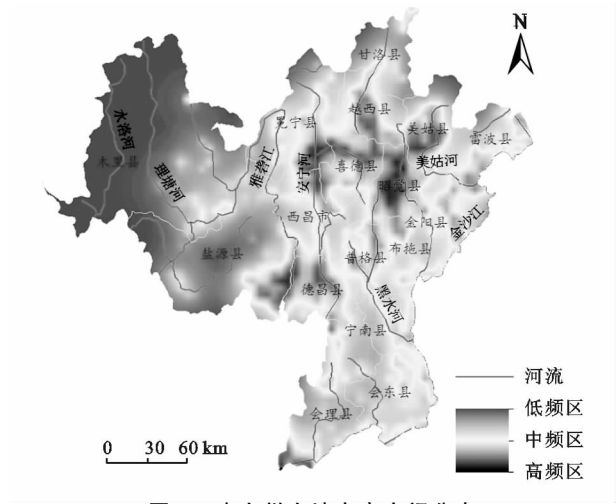 N
甘洛县
越西县
冕宁县
美姑县
雷波县
水洛河
木里县
理塘河
雅砻江
安宁河
喜德县
美姑河
昭觉县
西昌市
金阳县
金沙江
盐源县
布拖县
普格县
德昌县
黑水河
宁南县
会东县
会理县
河流
低频区
中频区
高频区
0 30 60 km